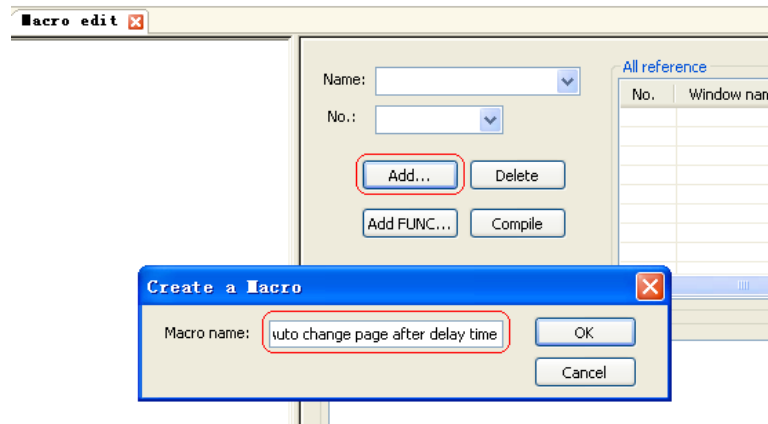 Macro edit
Name:
All reference
No. Window nar
No.:
Add... Delete
Add FUNC... Compile
Create a Macro
Macro name: uto change page after delay time OK
Cancel